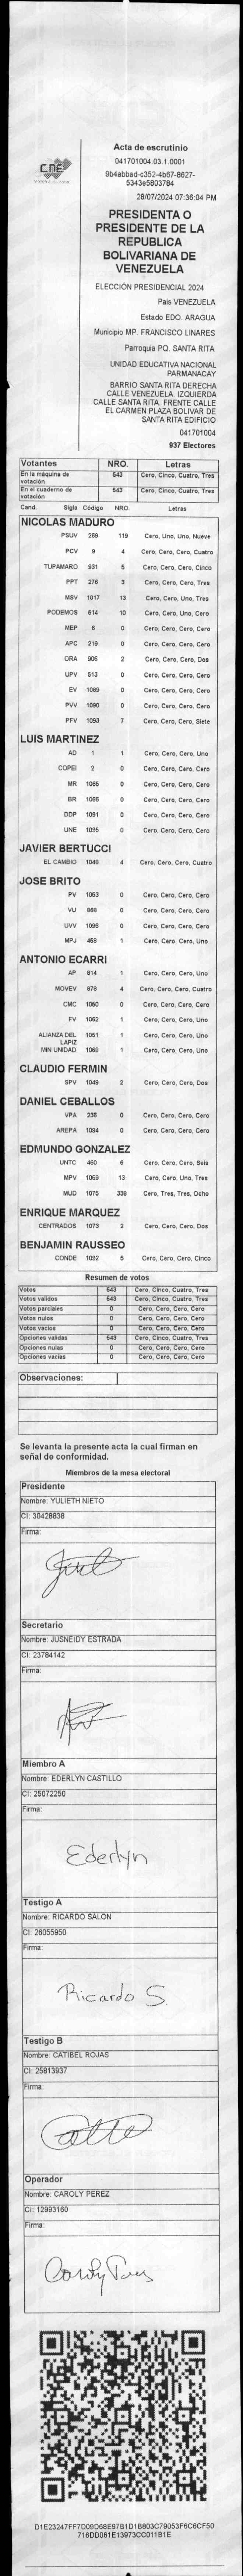 CNE
Acta de escrutinio
041701004.03.1.0001
9b4abbad-c352-4b67-8627-
5343e5803784
28/07/2024 07:36:04 PM
PRESIDENTA O
PRESIDENTE DE LA
REPUBLICA
BOLIVARIANA DE
VENEZUELA
ELECCIÓN PRESIDENCIAL 2024
País VENEZUELA
Estado EDO. ARAGUA
Municipio MP. FRANCISCO LINARES
Parroquia PQ. SANTA RITA
UNIDAD EDUCATIVA NACIONAL
PARMANACAY
BARRIO SANTA RITA DERECHA
CALLE VENEZUELA. IZQUIERDA
CALLE SANTA RITA. FRENTE CALLE
EL CARMEN PLAZA BOLIVAR DE
SANTA RITA EDIFICIO
041701004
937 Electores
Votantes NRO. Letras
En la máquina de votación 543 Cero, Cinco, Cuatro, Tres
En el cuaderno de votación 543 Cero, Cinco, Cuatro, Tres
Cand. Sigla Código NRO. Letras
NICOLAS MADURO
PSUV 269 119 Cero, Uno, Uno, Nueve
PCV 9 4 Cero, Cero, Cero, Cuatro
TUPAMARO 931 5 Cero, Cero, Cero, Cinco
PPT 276 3 Cero, Cero, Cero, Tres
MSV 1017 13 Cero, Cero, Uno, Tres
PODEMOS 514 10 Cero, Cero, Uno, Cero
MEP 6 0 Cero, Cero, Cero, Cero
APC 219 0 Cero, Cero, Cero, Cero
ORA 906 2 Cero, Cero, Cero, Dos
UPV 513 0 Cero, Cero, Cero, Cero
EV 1089 0 Cero, Cero, Cero, Cero
PVV 1090 0 Cero, Cero, Cero, Cero
PFV 1093 7 Cero, Cero, Cero, Siete
LUIS MARTINEZ
AD 1 1 Cero, Cero, Cero, Uno
COPEI 2 0 Cero, Cero, Cero, Cero
MR 1065 0 Cero, Cero, Cero, Cero
BR 1066 0 Cero, Cero, Cero, Cero
DDP 1091 0 Cero, Cero, Cero, Cero
UNE 1095 0 Cero, Cero, Cero, Cero
JAVIER BERTUCCI
EL CAMBIO 1046 4 Cero, Cero, Cero, Cuatro
JOSE BRITO
PV 1053 0 Cero, Cero, Cero, Cero
VU 868 0 Cero, Cero, Cero, Cero
UVV 1096 0 Cero, Cero, Cero, Cero
MPJ 458 1 Cero, Cero, Cero, Uno
ANTONIO ECARRI
AP 814 1 Cero, Cero, Cero, Uno
MOVEV 978 4 Cero, Cero, Cero, Cuatro
CMC 1050 0 Cero, Cero, Cero, Cero
FV 1062 1 Cero, Cero, Cero, Uno
ALIANZA DEL LAPIZ 1051 1 Cero, Cero, Cero, Uno
MIN UNIDAD 1068 1 Cero, Cero, Cero, Uno
CLAUDIO FERMIN
SPV 1049 2 Cero, Cero, Cero, Dos
DANIEL CEBALLOS
VPA 236 0 Cero, Cero, Cero, Cero
AREPA 1094 0 Cero, Cero, Cero, Cero
EDMUNDO GONZALEZ
UNTC 460 6 Cero, Cero, Cero, Seis
MPV 1069 13 Cero, Cero, Uno, Tres
MUD 1075 338 Cero, Tres, Tres, Ocho
ENRIQUE MARQUEZ
CENTRADOS 1073 2 Cero, Cero, Cero, Dos
BENJAMIN RAUSSEO
CONDE 1092 5 Cero, Cero, Cero, Cinco
Resumen de votos
Votos 543 Cero, Cinco, Cuatro, Tres
Votos validos 543 Cero, Cinco, Cuatro, Tres
Votos parciales 0 Cero, Cero, Cero, Cero
Votos nulos 0 Cero, Cero, Cero, Cero
Votos vacíos 0 Cero, Cero, Cero, Cero
Opciones validas 543 Cero, Cinco, Cuatro, Tres
Opciones nulas 0 Cero, Cero, Cero, Cero
Opciones vacías 0 Cero, Cero, Cero, Cero
Observaciones:
Se levanta la presente acta la cual firman en
señal de conformidad.
Miembros de la mesa electoral
Presidente
Nombre: YULIETH NIETO
CI: 30428838
Firma:
Secretario
Nombre: JUSNEIDY ESTRADA
CI: 23784142
Firma:
Miembro A
Nombre: EDERLYN CASTILLO
CI: 25072250
Firma:
Ederlyn
Testigo A
Nombre: RICARDO SALON
CI: 26055950
Firma:
Ricardo S.
Testigo B
Nombre: CATIBEL ROJAS
CI: 25813937
Firma:
Operador
Nombre: CAROLY PEREZ
CI: 12993160
Firma:
D1E23247FF7D09D68E97B1D1B803C79053F6C6CF50
716DD061E13973CC011B1E